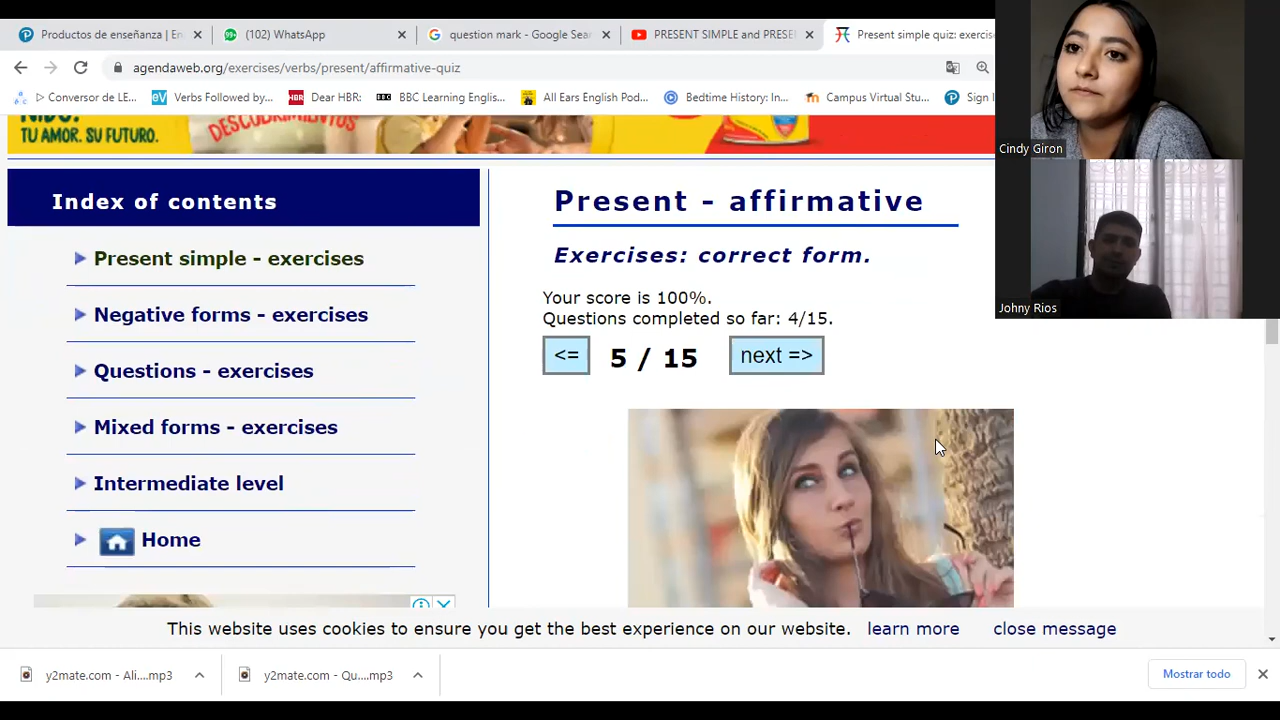 Productos de enseñanza | En
(102) WhatsApp
question mark - Google Sear
PRESENT SIMPLE and PRESE
Present simple quiz: exercise
agendaweb.org/exercises/verbs/present/affirmative-quiz
▷ Conversor de LE...
Verbs Followed by...
Dear HBR:
BBC Learning Englis...
All Ears English Pod...
Bedtime History: In...
Campus Virtual Stu...
Sign I
TU AMOR. SU FUTURO.
DESCUBRIMIENTOS
Cindy Giron
Johny Rios
Index of contents
Present simple - exercises
Negative forms - exercises
Questions - exercises
Mixed forms - exercises
Intermediate level
Home
Present - affirmative
Exercises: correct form.
Your score is 100%.
Questions completed so far: 4/15.
<= 5 / 15 next =>
This website uses cookies to ensure you get the best experience on our website. learn more close message
y2mate.com - Ali....mp3
y2mate.com - Qu....mp3
Mostrar todo